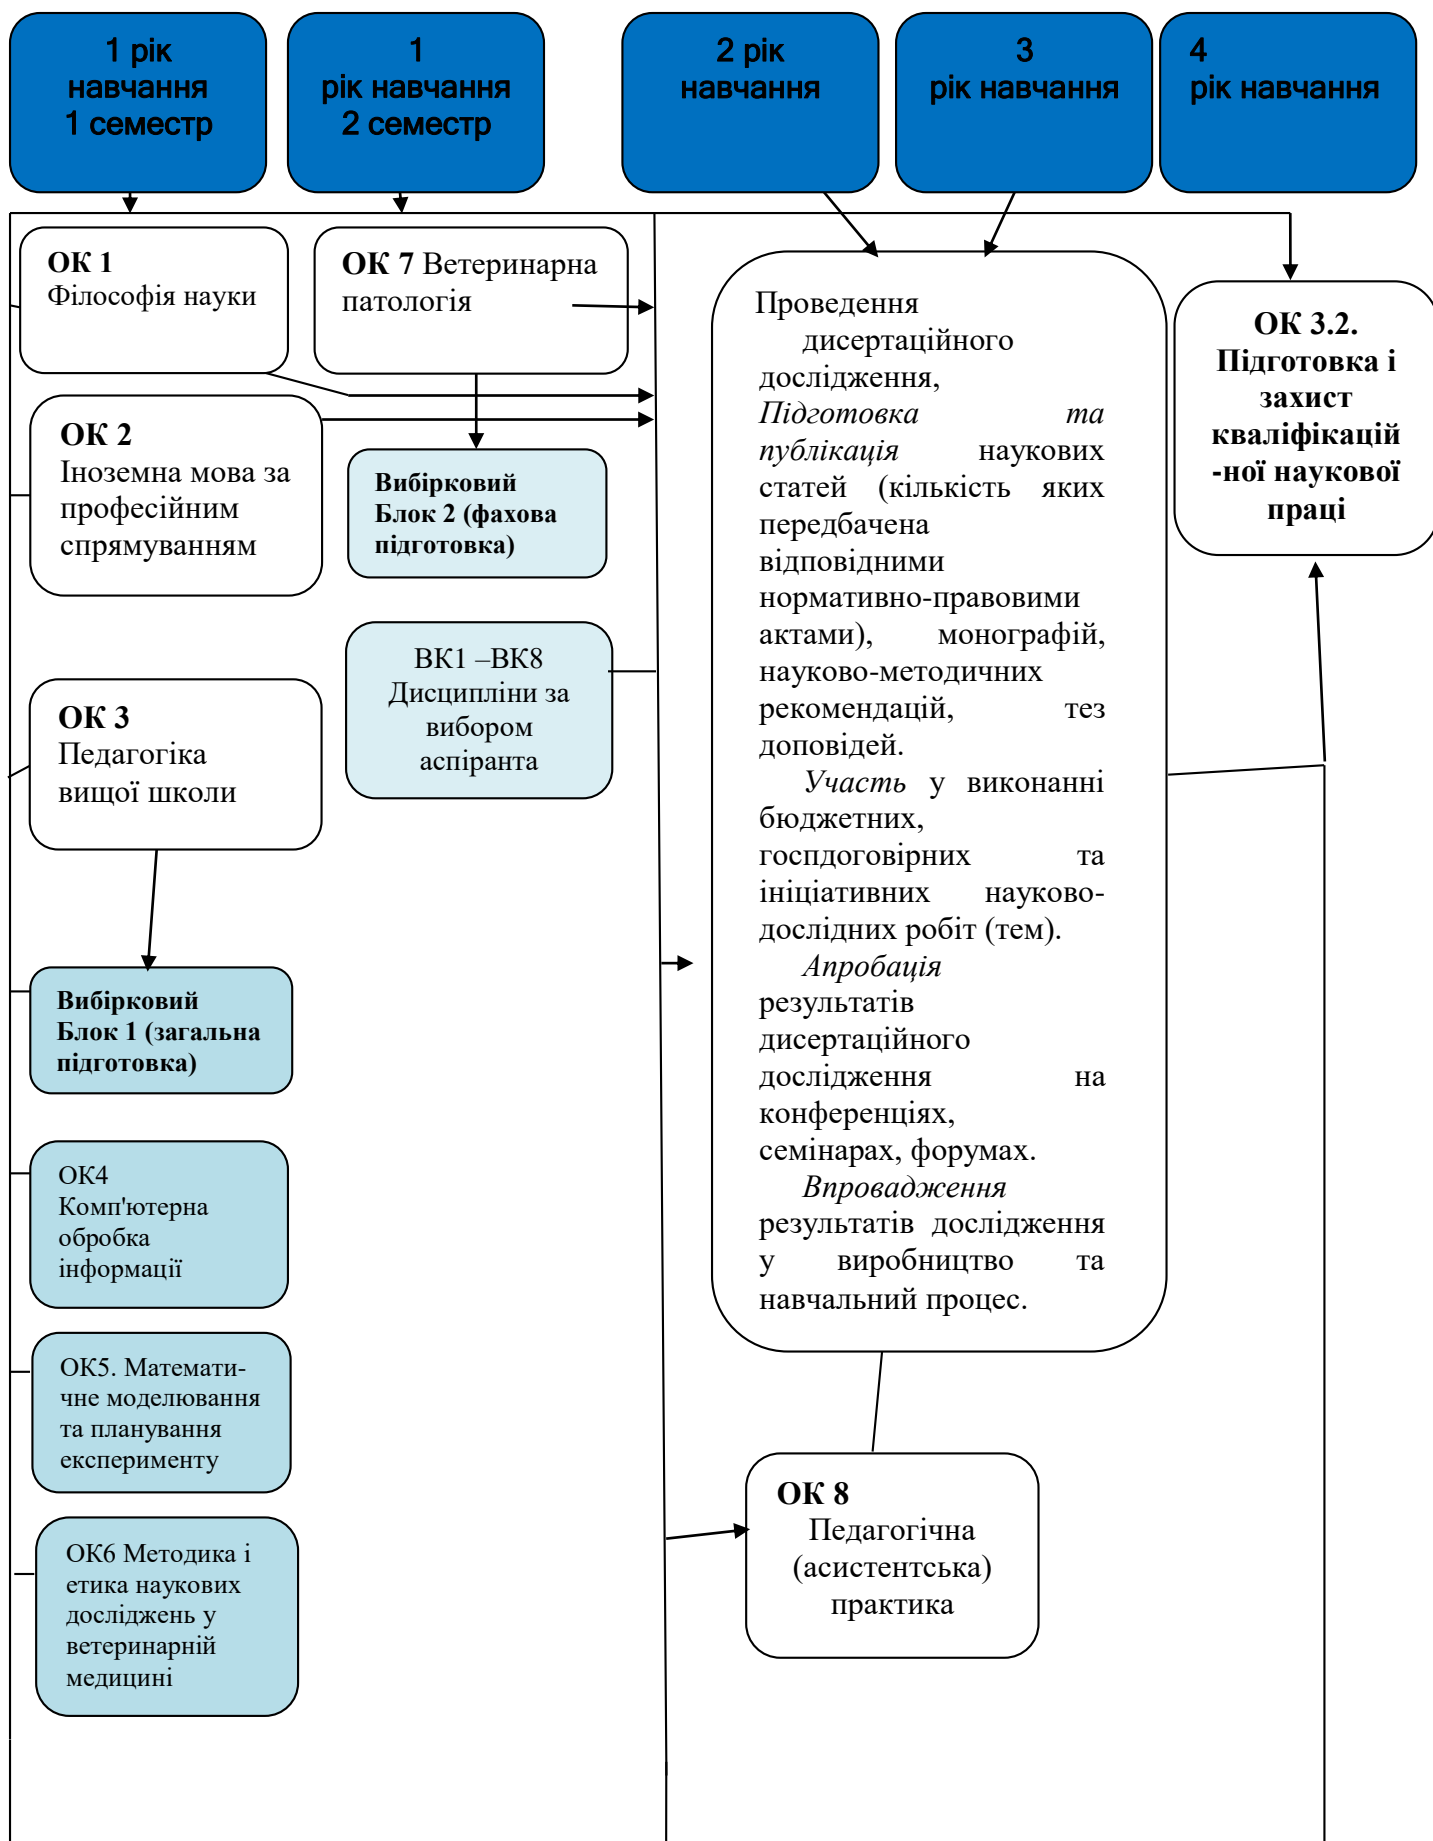 1 рік
навчання
1 семестр
1
рік навчання
2 семестр
2 рік
навчання
3
рік навчання
4
рік навчання
ОК 1
Філософія науки
ОК 7 Ветеринарна
патологія
ОК 2
Іноземна мова за
професійним
спрямуванням
Вибірковий
Блок 2 (фахова
підготовка)
ВК1 –ВК8
Дисципліни за
вибором
аспіранта
ОК 3
Педагогіка
вищої школи
Вибірковий
Блок 1 (загальна
підготовка)
ОК4
Комп'ютерна
обробка
інформації
ОК5. Математи-
чне моделювання
та планування
експерименту
ОК6 Методика і
етика наукових
досліджень у
ветеринарній
медицині
Проведення
дисертаційного
дослідження,
Підготовка та
публікація наукових
статей (кількість яких
передбачена
відповідними
нормативно-правовими
актами), монографій,
науково-методичних
рекомендацій, тез
доповідей.
Участь у виконанні
бюджетних,
госпдоговірних та
ініціативних науково-
дослідних робіт (тем).
Апробація
результатів
дисертаційного
дослідження на
конференціях,
семінарах, форумах.
Впровадження
результатів дослідження
у виробництво та
навчальний процес.
ОК 8
Педагогічна
(асистентська)
практика
ОК 3.2.
Підготовка і
захист
кваліфікацій
-ної наукової
праці